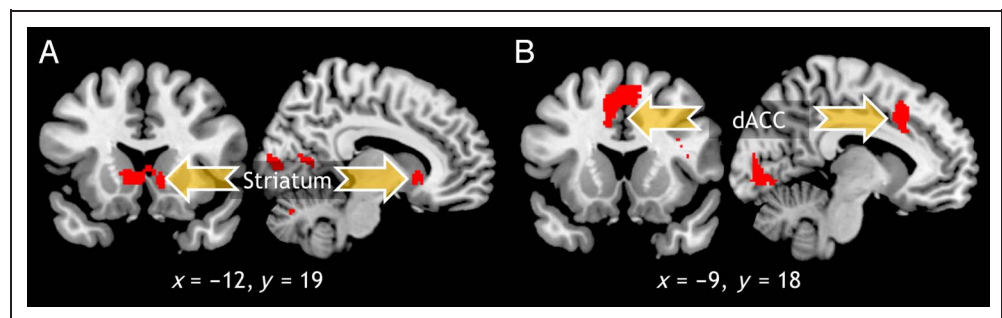 A
B
Striatum
dACC
x = –12, y = 19
x = –9, y = 18